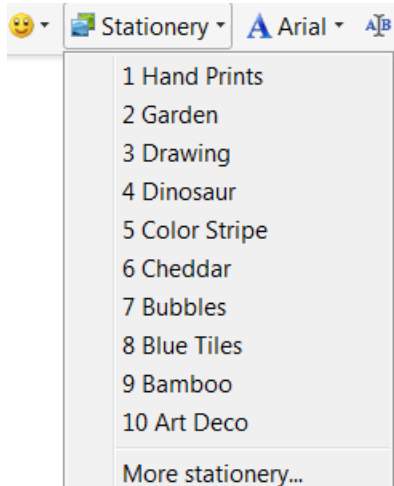 Stationery Arial AB
1 Hand Prints
2 Garden
3 Drawing
4 Dinosaur
5 Color Stripe
6 Cheddar
7 Bubbles
8 Blue Tiles
9 Bamboo
10 Art Deco
More stationery...